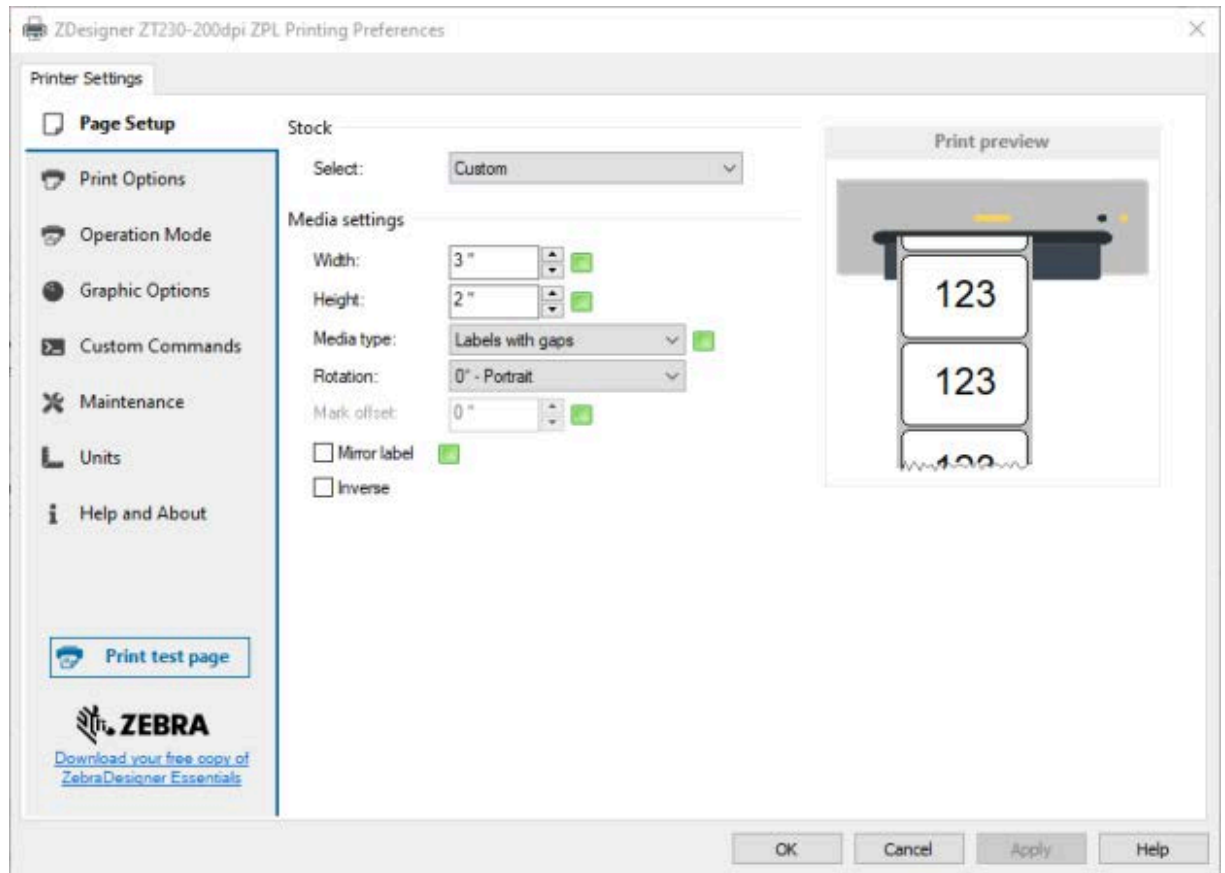 ZDesigner ZT230-200dpi ZPL Printing Preferences
Printer Settings
Page Setup
Print Options
Operation Mode
Graphic Options
Custom Commands
Maintenance
Units
Help and About
Print test page
ZEBRA
Download your free copy of
ZebraDesigner Essentials
Stock
Select: Custom
Media settings
Width: 3 "
Height: 2 "
Media type: Labels with gaps
Rotation: 0° - Portrait
Mark offset: 0 "
Mirror label
Inverse
Print preview
123
123
123
OK Cancel Apply Help